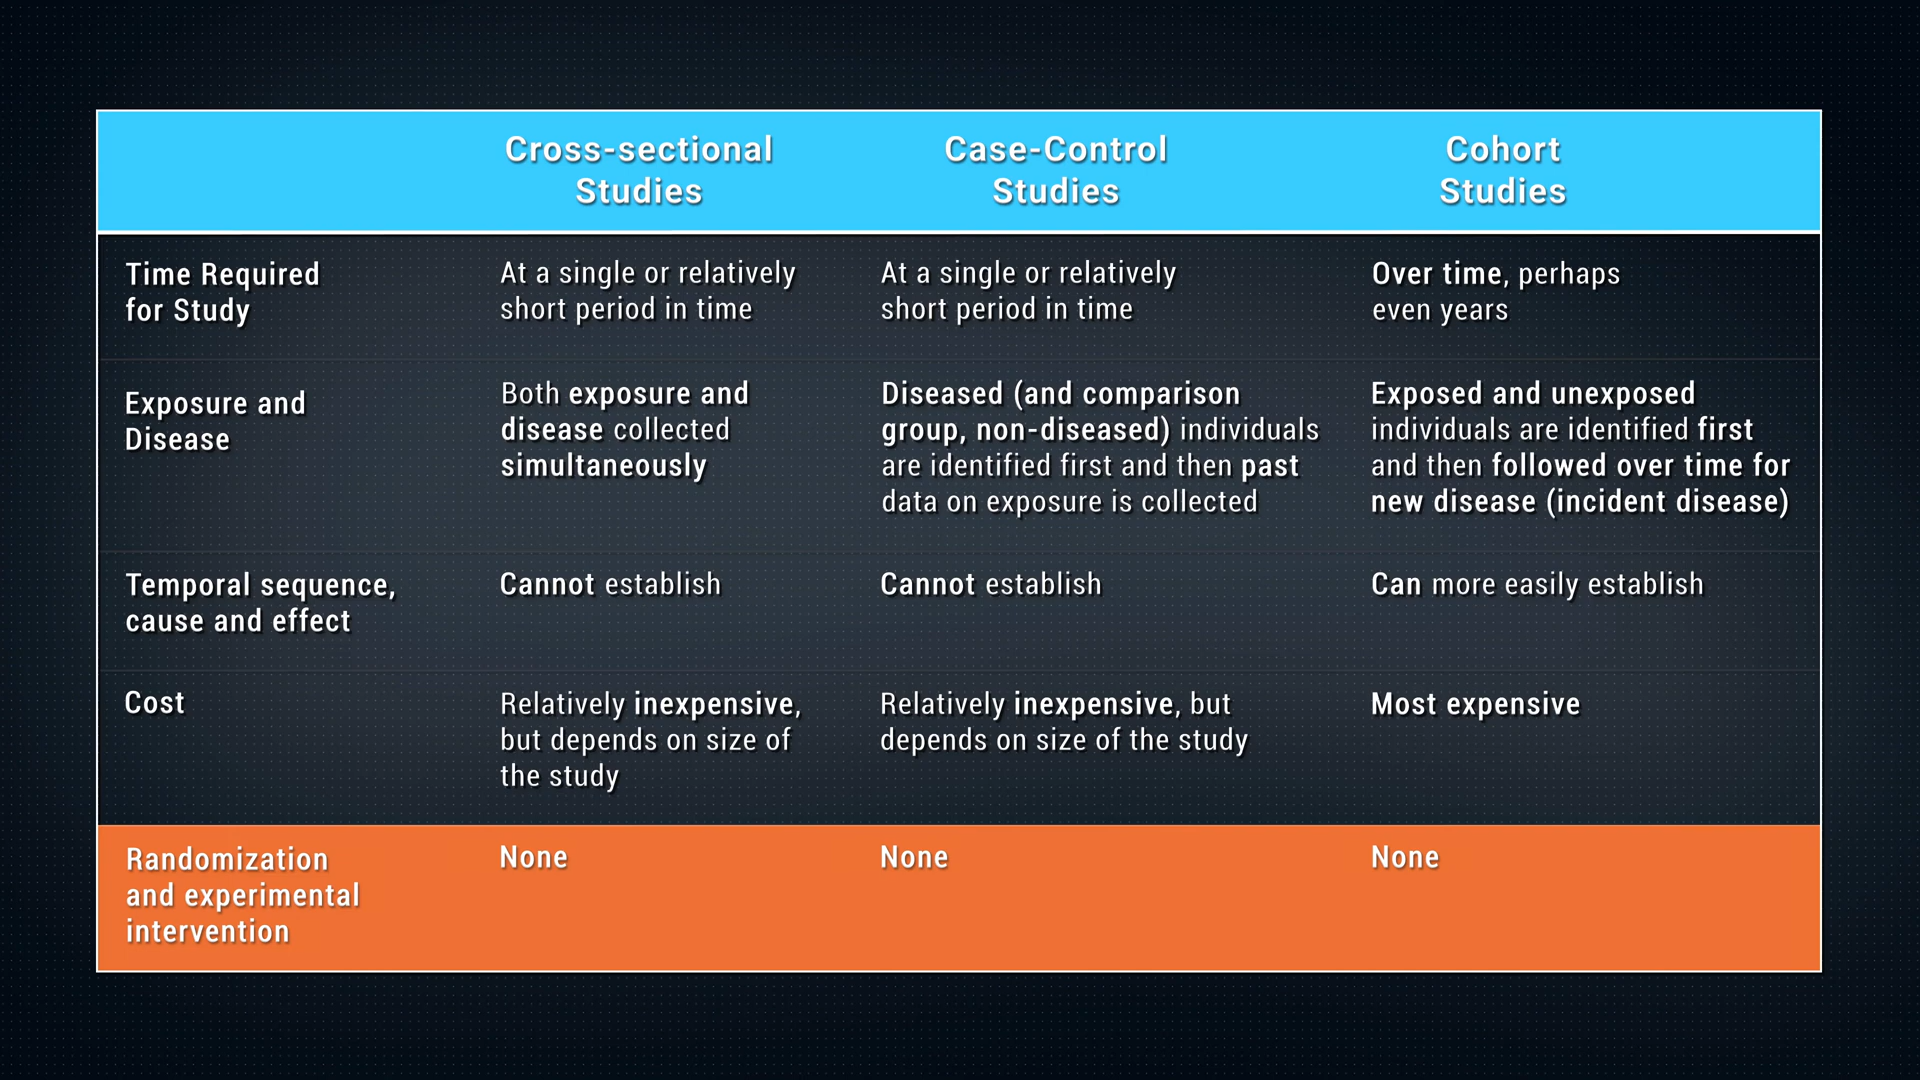 Cross-sectional
Studies
Case-Control
Studies
Cohort
Studies
Time Required
for Study
At a single or relatively
short period in time
At a single or relatively
short period in time
Over time, perhaps
even years
Exposure and
Disease
Both exposure and
disease collected
simultaneously
Diseased (and comparison
group, non-diseased) individuals
are identified first and then past
data on exposure is collected
Exposed and unexposed
individuals are identified first
and then followed over time for
new disease (incident disease)
Temporal sequence,
cause and effect
Cannot establish
Cannot establish
Can more easily establish
Cost
Relatively inexpensive,
but depends on size of
the study
Relatively inexpensive, but
depends on size of the study
Most expensive
Randomization
and experimental
intervention
None
None
None